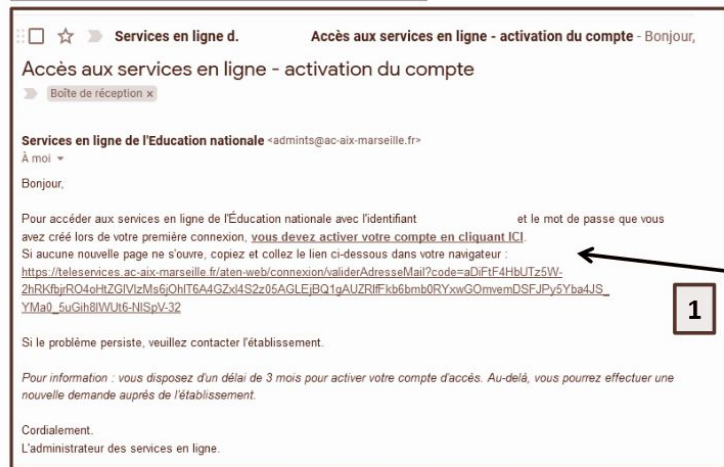 Services en ligne d. Accès aux services en ligne - activation du compte - Bonjour,
Accès aux services en ligne - activation du compte
Boîte de réception ×
Services en ligne de l'Education nationale <admints@ac-aix-marseille.fr>
À moi
Bonjour,
Pour accéder aux services en ligne de l'Éducation nationale avec l'identifiant et le mot de passe que vous
avez créé lors de votre première connexion, vous devez activer votre compte en cliquant ICI.
Si aucune nouvelle page ne s'ouvre, copiez et collez le lien ci-dessous dans votre navigateur :
https://teleservices.ac-aix-marseille.fr/aten-web/connexion/validerAdresseMail?code=aDiFtF4HbUTz5W-
2hRKfbjrRO4oHtZGIVlzMs6jOhIT6A4GZxl4S2z05AGLEjBQ1gAUZRlfFkb6bmb0RYxwGOmvemDSFJPy5Yba4JS_
YMa0_5uGih8lWUt6-NlSpV-32
1
Si le problème persiste, veuillez contacter l'établissement.
Pour information : vous disposez d'un délai de 3 mois pour activer votre compte d'accès. Au-delà, vous pourrez effectuer une
nouvelle demande auprés de l'établissement.
Cordialement.
L'administrateur des services en ligne.